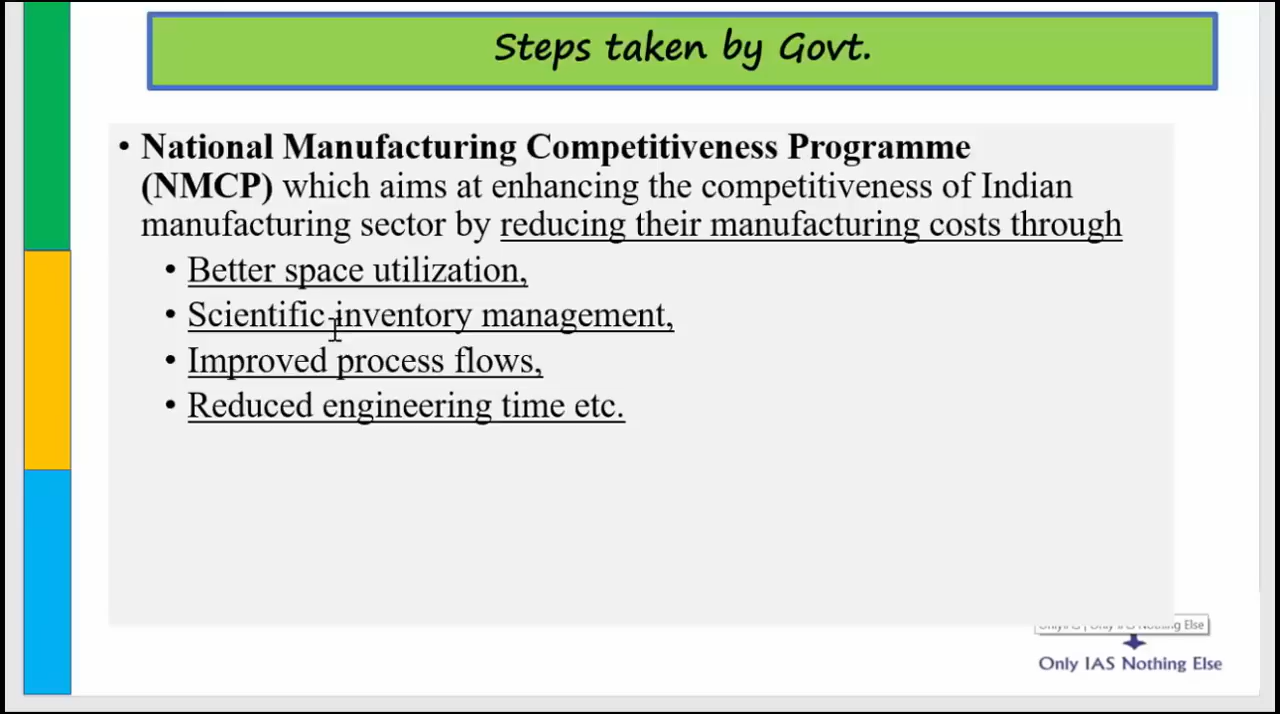 Steps taken by Govt.
• National Manufacturing Competitiveness Programme
(NMCP) which aims at enhancing the competitiveness of Indian
manufacturing sector by reducing their manufacturing costs through
• Better space utilization,
• Scientific inventory management,
• Improved process flows,
• Reduced engineering time etc.
Nothing Else
Only IAS Nothing Else